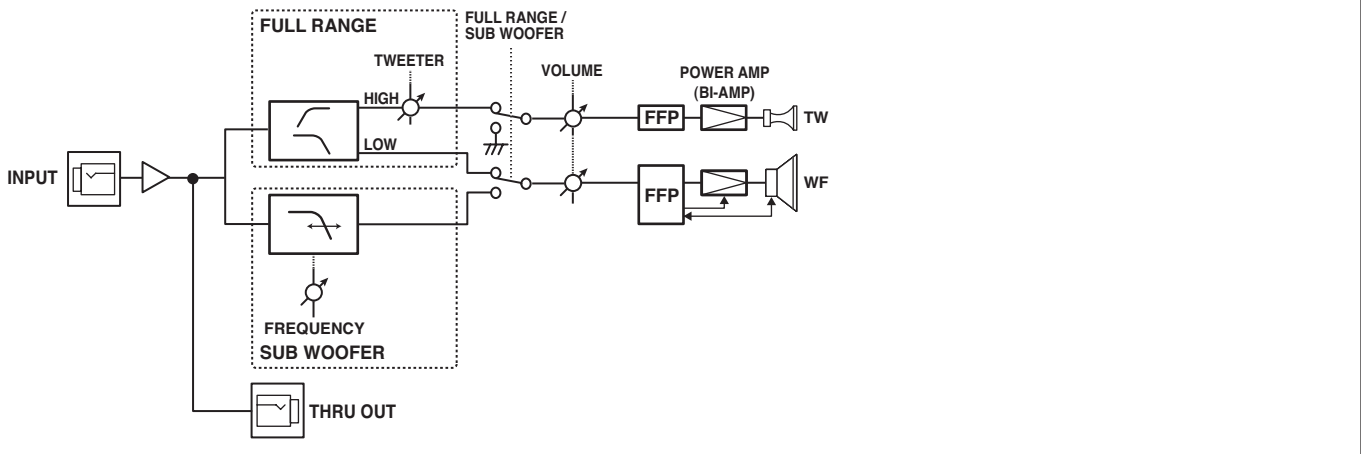 FULL RANGE
FULL RANGE /
SUB WOOFER
TWEETER
VOLUME
POWER AMP
(BI-AMP)
HIGH
FFP
TW
LOW
INPUT
FFP
WF
FREQUENCY
SUB WOOFER
THRU OUT